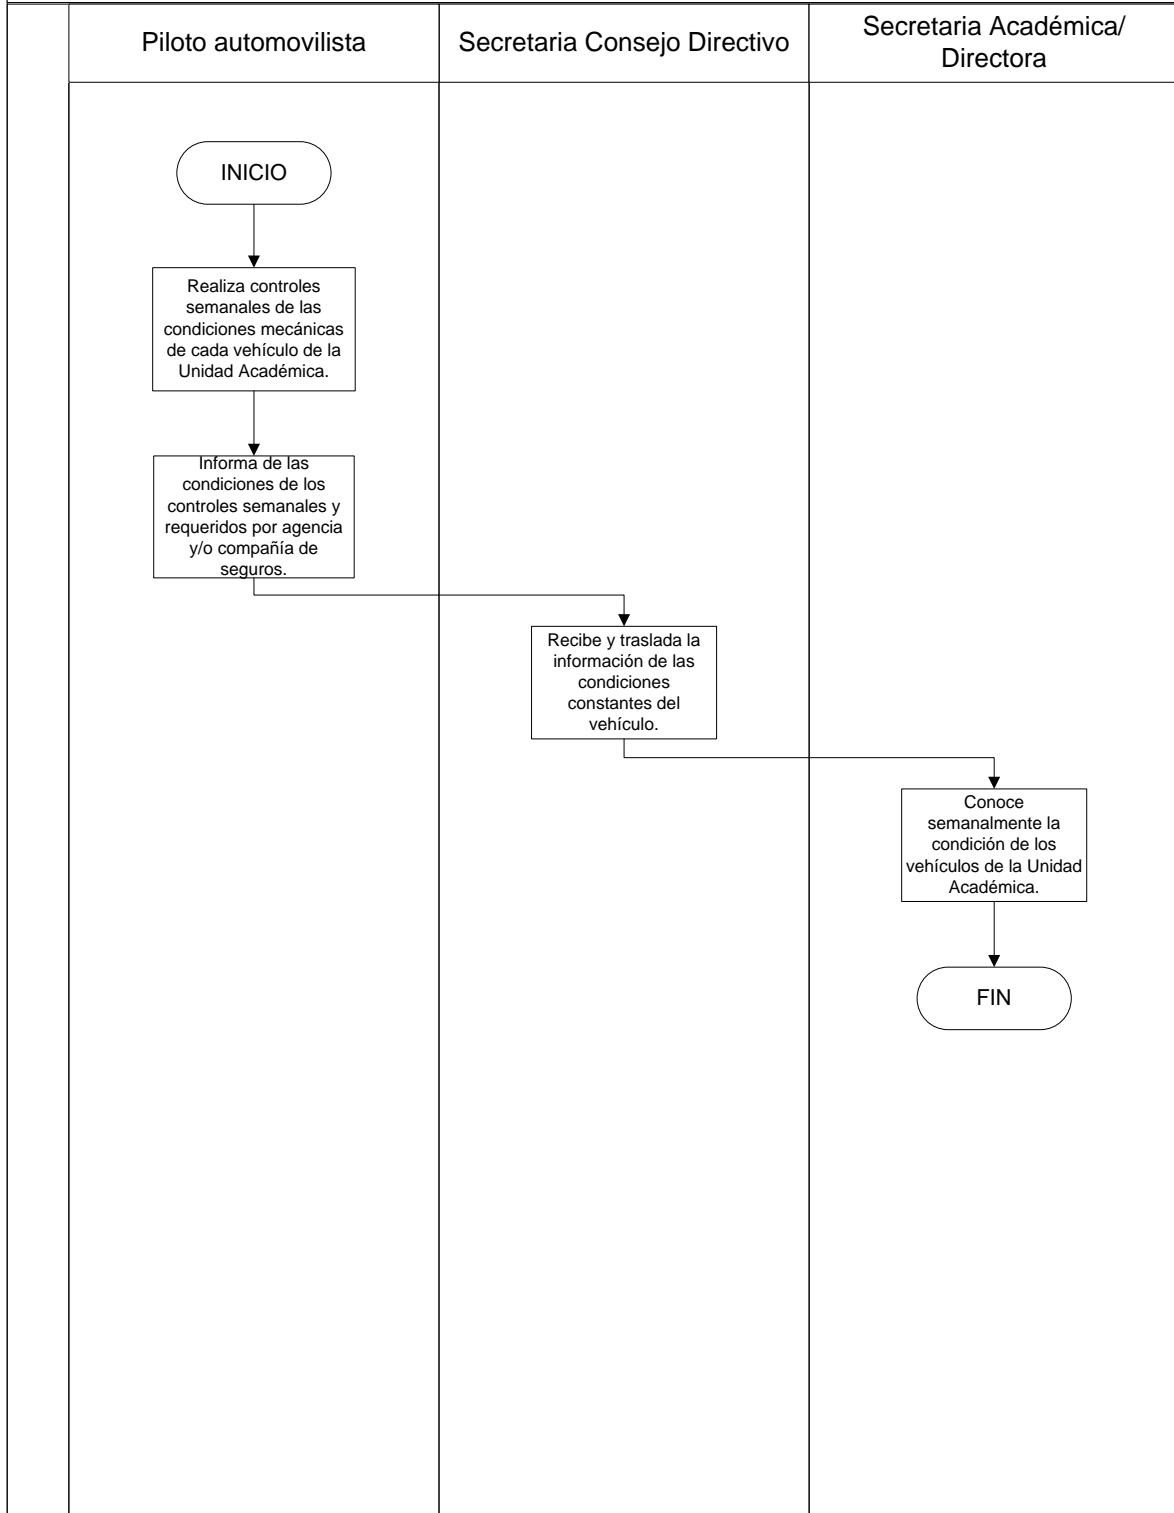 Piloto automovilista
Secretaria Consejo Directivo
Secretaria Académica/
Directora
INICIO
Realiza controles
semanales de las
condiciones mecánicas
de cada vehículo de la
Unidad Académica.
Informa de las
condiciones de los
controles semanales y
requeridos por agencia
y/o compañía de
seguros.
Recibe y traslada la
información de las
condiciones
constantes del
vehículo.
Conoce
semanalmente la
condición de los
vehículos de la Unidad
Académica.
FIN